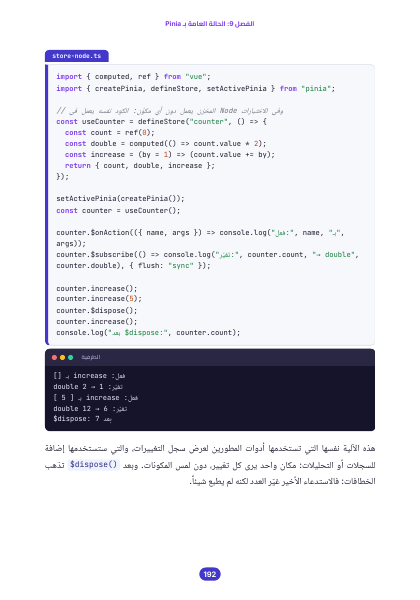 الفصل 9: الحالة العامة بـ Pinia
store-node.ts
import { computed, ref } from "vue";
import { createPinia, defineStore, setActivePinia } from "pinia";
// المخزن يعمل دون أي مكوّن: الكود نفسه يعمل في Node وفي الاختبارات
const useCounter = defineStore("counter", () => {
  const count = ref(0);
  const double = computed(() => count.value * 2);
  const increase = (by = 1) => (count.value += by);
  return { count, double, increase };
});
setActivePinia(createPinia());
const counter = useCounter();
counter.$onAction(({ name, args }) => console.log("فعل:", name, "بـ",
args));
counter.$subscribe(() => console.log("تغيّر:", counter.count, "→ double",
counter.double), { flush: "sync" });
counter.increase();
counter.increase(5);
counter.$dispose();
counter.increase();
console.log("بعد $dispose:", counter.count);
الطرفية
فعل: increase بـ []
تغيّر: 1 → double 2
فعل: increase بـ [ 5 ]
تغيّر: 6 → double 12
بعد $dispose: 7
هذه الآلية نفسها التي تستخدمها أدوات المطورين لعرض سجل التغييرات، والتي ستستخدمها إضافة
للسجلات أو التحليلات: مكان واحد يرى كل تغيير، دون لمس المكونات. وبعد $dispose() تذهب
الخطافات: فالاستدعاء الأخير غيّر العدد لكنه لم يطبع شيئاً.
192